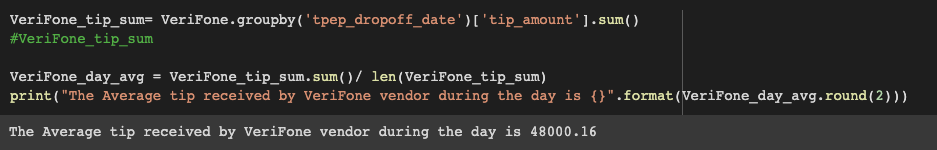 VeriFone_tip_sum= VeriFone.groupby('tpep_dropoff_date')['tip_amount'].sum()
#VeriFone_tip_sum
VeriFone_day_avg = VeriFone_tip_sum.sum()/ len(VeriFone_tip_sum)
print("The Average tip received by VeriFone vendor during the day is {}".format(VeriFone_day_avg.round(2)))
The Average tip received by VeriFone vendor during the day is 48000.16